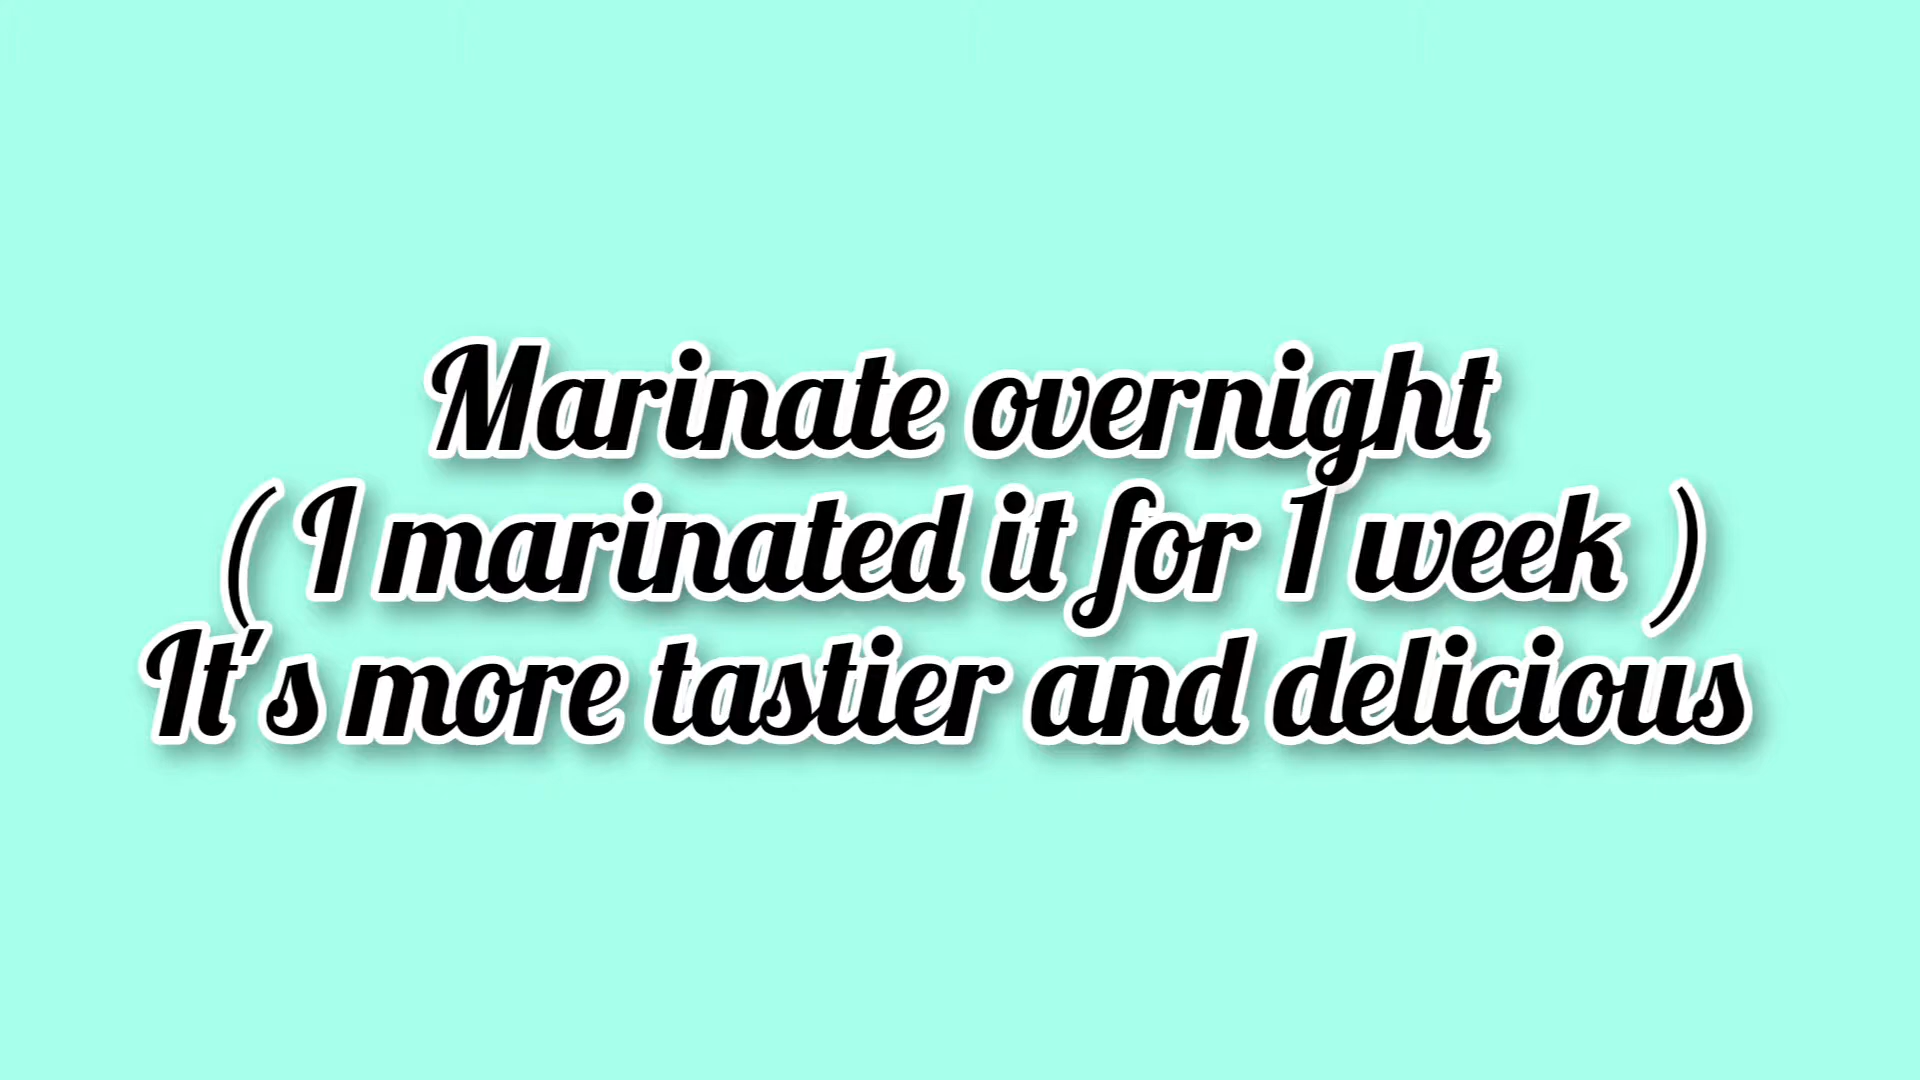 Marinate overnight
( I marinated it for 1 week )
It's more tastier and delicious